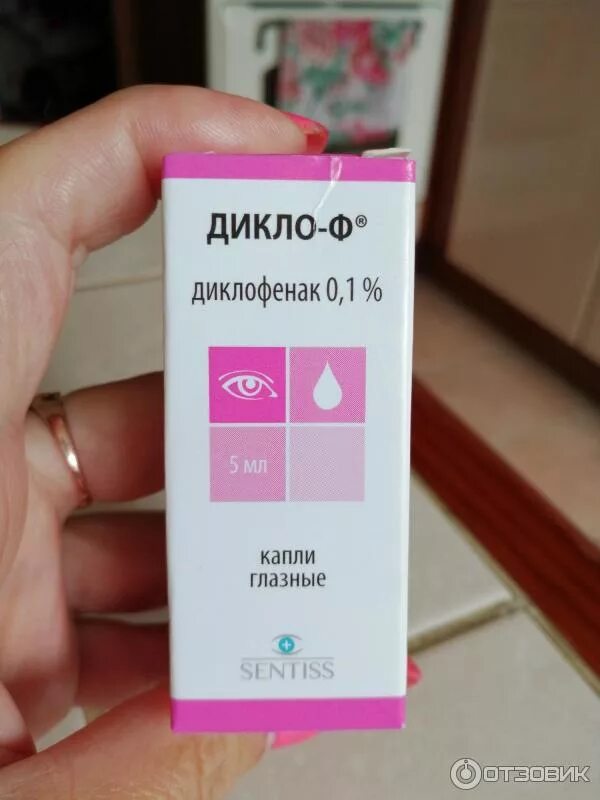 ДИКЛО-Ф®
диклофенак 0,1 %
5 мл
капли
глазные
SENTISS
ОТЗОВИК